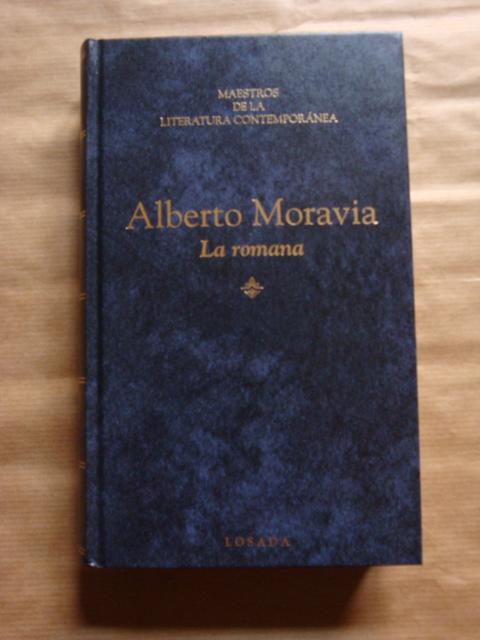 MAESTROS
DE LA
LITERATURA CONTEMPORÁNEA
Alberto Moravia
La romana
LOSADA